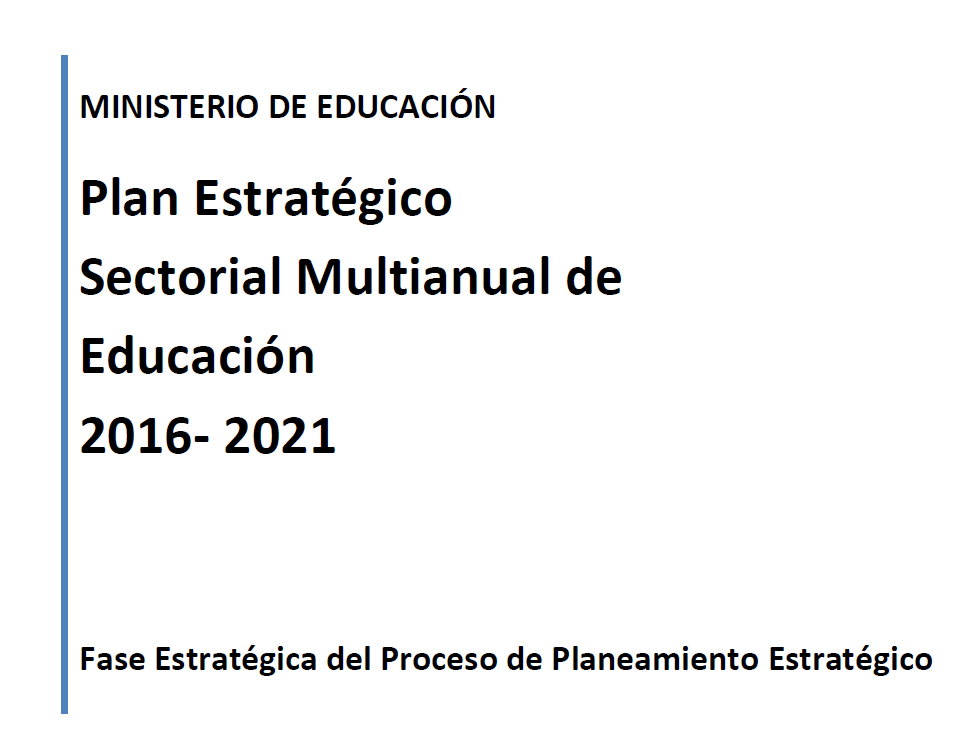 MINISTERIO DE EDUCACIÓN
Plan Estratégico
Sectorial Multianual de
Educación
2016- 2021
Fase Estratégica del Proceso de Planeamiento Estratégico